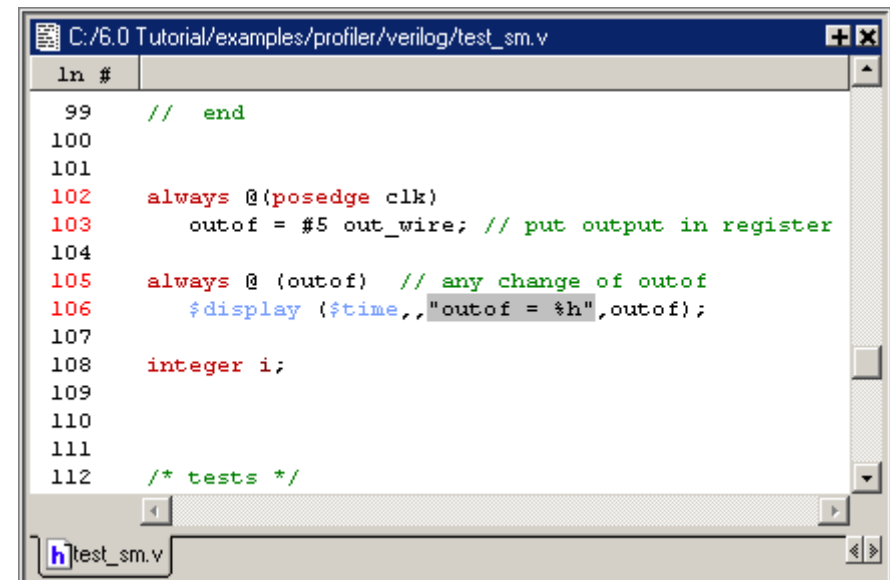 C:/6.0 Tutorial/examples/profiler/verilog/test_sm.v
ln #
99 // end
100
101
102 always @(posedge clk)
103 outof = #5 out_wire; // put output in register
104
105 always @ (outof) // any change of outof
106 $display ($time,,"outof = %h",outof);
107
108 integer i;
109
110
111
112 /* tests */
h test_sm.v